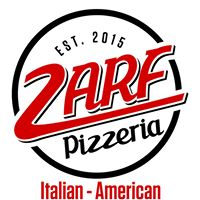 EST. 2015
ZARF
Pizzeria
Italian - American